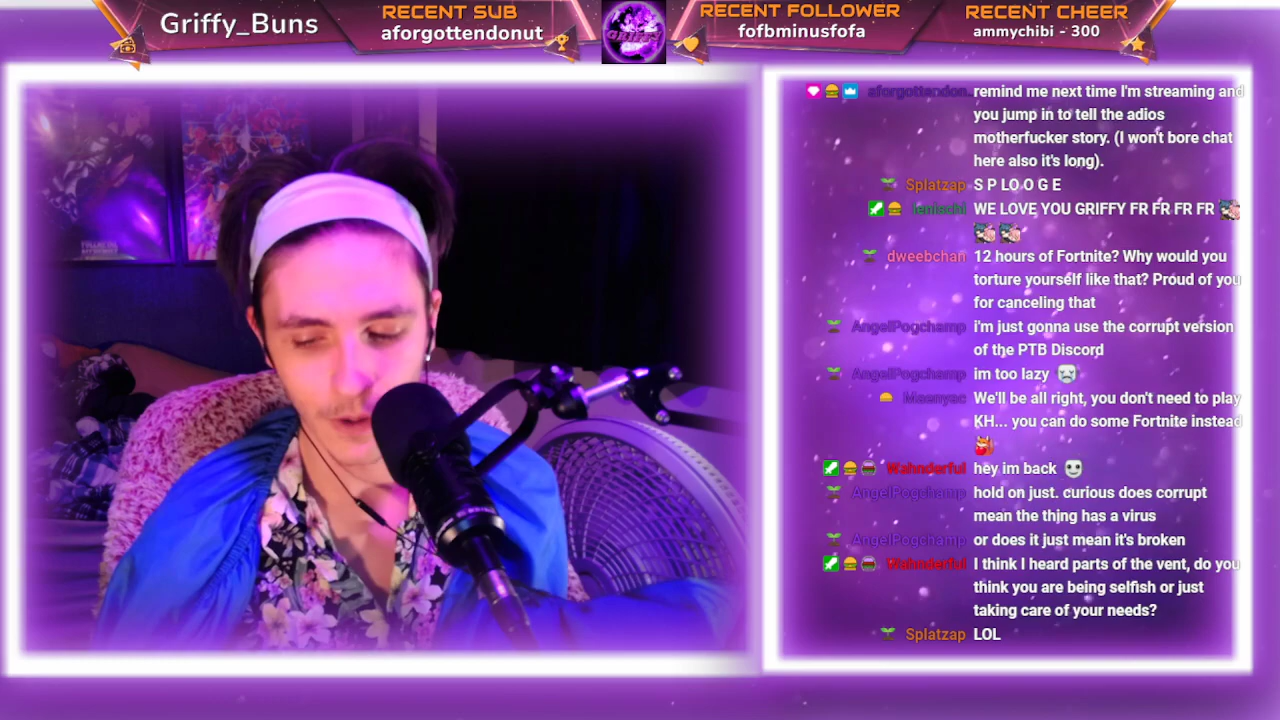 Griffy_Buns
RECENT SUB
aforgottendonut
RECENT FOLLOWER
fofbminusfofa
RECENT CHEER
ammychibi - 300
aforgottendon.. remind me next time I'm streaming and
you jump in to tell the adios
motherfucker story. (I won't bore chat
here also it's long).
Splatzap S P L O O G E
WE LOVE YOU GRIFFY FR FR FR FR
dweebchan 12 hours of Fortnite? Why would you
torture yourself like that? Proud of you
for canceling that
AngelPogchamp i'm just gonna use the corrupt version
of the PTB Discord
AngelPogchamp im too lazy
We'll be all right, you don't need to play
KH... you can do some Fortnite instead
Wahnderful hey im back
AngelPogchamp hold on just. curious does corrupt
mean the thing has a virus
AngelPogchamp or does it just mean it's broken
Wahnderful I think I heard parts of the vent, do you
think you are being selfish or just
taking care of your needs?
Splatzap LOL